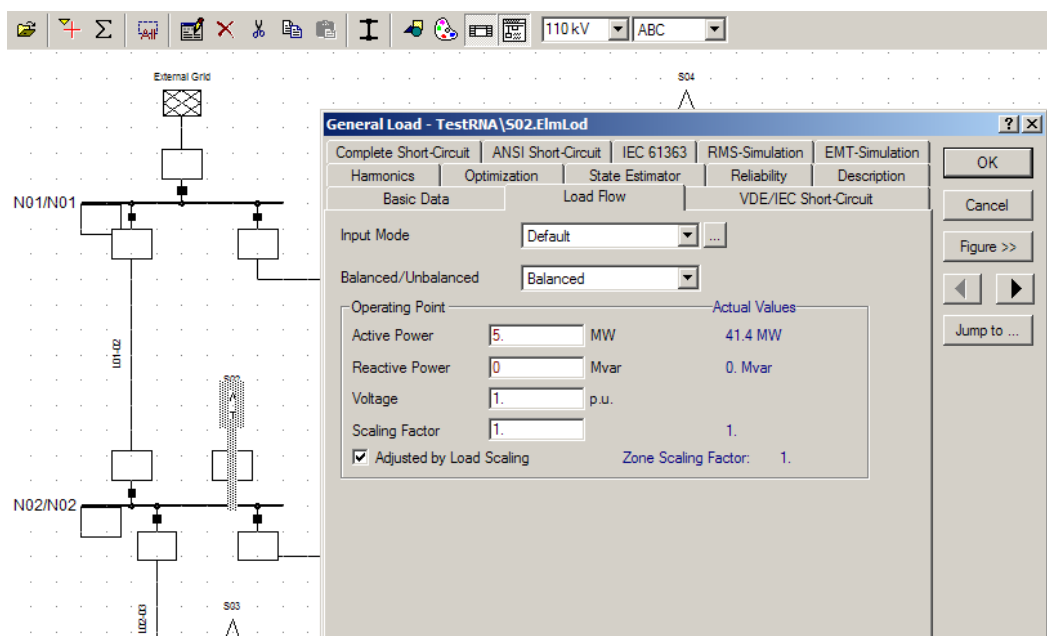 110 kV ABC
External Grid
S04
General Load - TestRNA\S02.ElmLod
Complete Short-Circuit ANSI Short-Circuit IEC 61363 RMS-Simulation EMT-Simulation
Harmonics Optimization State Estimator Reliability Description
Basic Data Load Flow VDE/IEC Short-Circuit
OK
Cancel
Figure >>
Jump to ...
N01/N01
Input Mode Default ...
Balanced/Unbalanced Balanced
Operating Point Actual Values
Active Power 5. MW 41.4 MW
Reactive Power 0 Mvar 0. Mvar
Voltage 1. p.u.
Scaling Factor 1. 1.
Adjusted by Load Scaling Zone Scaling Factor: 1.
L01-02
S02
N02/N02
L02-03
S03